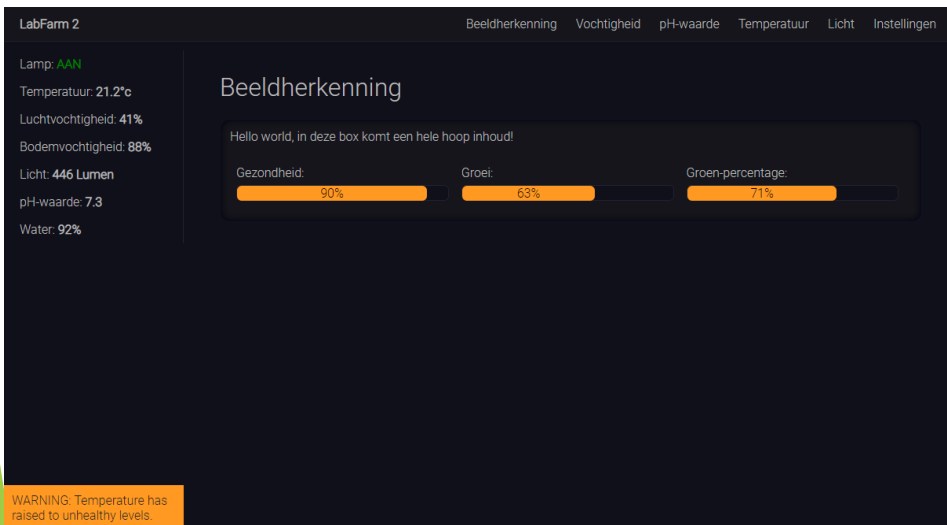 LabFarm 2
Beeldherkenning Vochtigheid pH-waarde Temperatuur Licht Instellingen
Lamp: AAN
Temperatuur: 21.2°c
Luchtvochtigheid: 41%
Bodemvochtigheid: 88%
Licht: 446 Lumen
pH-waarde: 7.3
Water: 92%
Beeldherkenning
Hello world, in deze box komt een hele hoop inhoud!
Gezondheid: Groei: Groen-percentage:
90% 63% 71%
WARNING: Temperature has
raised to unhealthy levels.